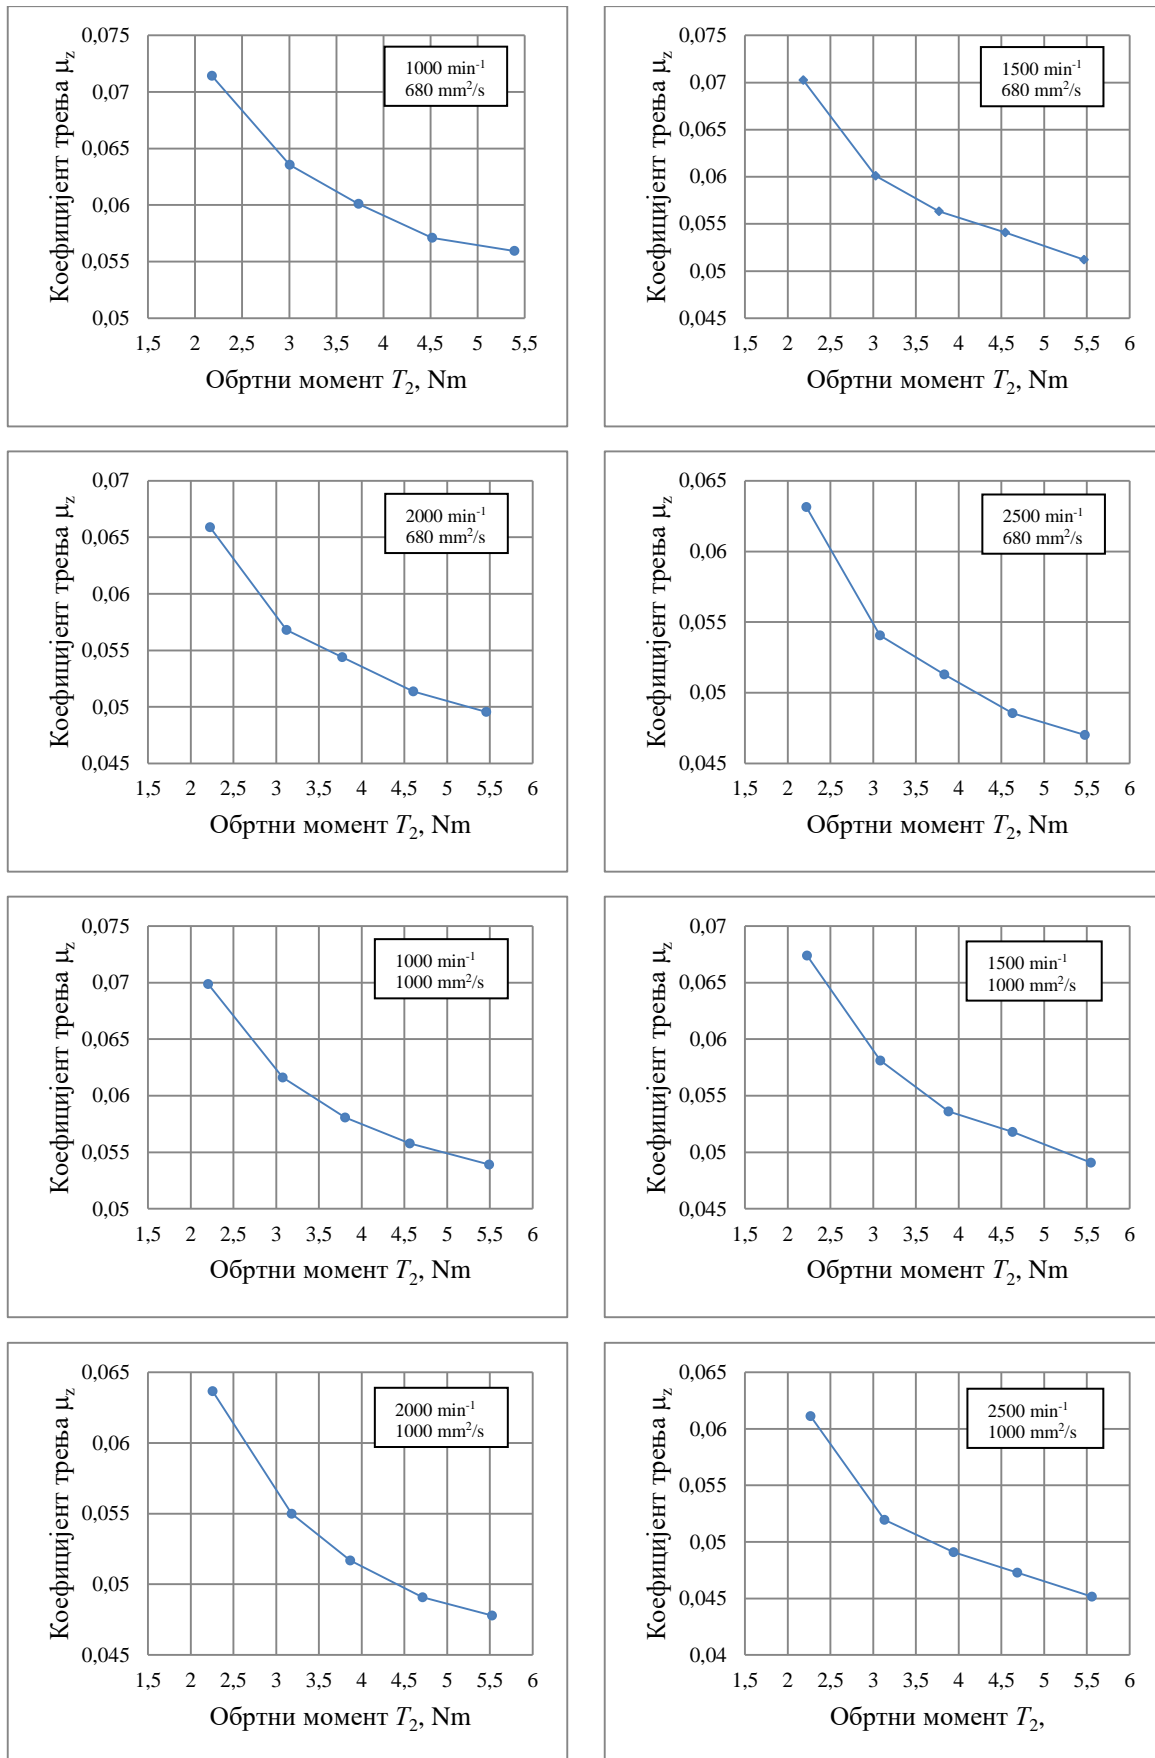 Коефицијент трења μz
0,075
0,07
0,065
0,06
0,055
0,05
1000 min-1
680 mm2/s
1,5 2 2,5 3 3,5 4 4,5 5 5,5
Обртни момент T2, Nm
Коефицијент трења μz
0,075
0,07
0,065
0,06
0,055
0,05
0,045
1500 min-1
680 mm2/s
1,5 2 2,5 3 3,5 4 4,5 5 5,5 6
Обртни момент T2, Nm
Коефицијент трења μz
0,07
0,065
0,06
0,055
0,05
0,045
2000 min-1
680 mm2/s
1,5 2 2,5 3 3,5 4 4,5 5 5,5 6
Обртни момент T2, Nm
Коефицијент трења μz
0,065
0,06
0,055
0,05
0,045
2500 min-1
680 mm2/s
1,5 2 2,5 3 3,5 4 4,5 5 5,5 6
Обртни момент T2, Nm
Коефицијент трења μz
0,075
0,07
0,065
0,06
0,055
0,05
1000 min-1
1000 mm2/s
1,5 2 2,5 3 3,5 4 4,5 5 5,5 6
Обртни момент T2, Nm
Коефицијент трења μz
0,07
0,065
0,06
0,055
0,05
0,045
1500 min-1
1000 mm2/s
1,5 2 2,5 3 3,5 4 4,5 5 5,5 6
Обртни момент T2, Nm
Коефицијент трења μz
0,065
0,06
0,055
0,05
0,045
2000 min-1
1000 mm2/s
1,5 2 2,5 3 3,5 4 4,5 5 5,5 6
Обртни момент T2, Nm
Коефицијент трења μz
0,065
0,06
0,055
0,05
0,045
0,04
2500 min-1
1000 mm2/s
1,5 2 2,5 3 3,5 4 4,5 5 5,5 6
Обртни момент T2,